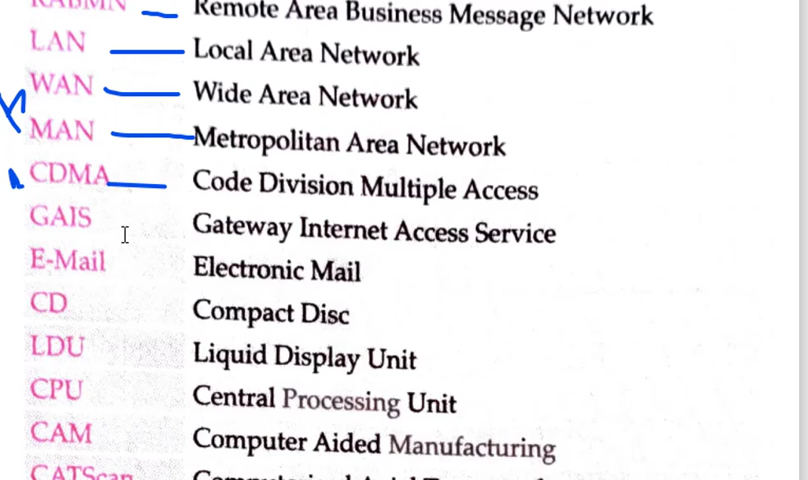 RABMN Remote Area Business Message Network
LAN Local Area Network
WAN Wide Area Network
MAN Metropolitan Area Network
CDMA Code Division Multiple Access
GAIS Gateway Internet Access Service
E-Mail Electronic Mail
CD Compact Disc
LDU Liquid Display Unit
CPU Central Processing Unit
CAM Computer Aided Manufacturing
CATScan